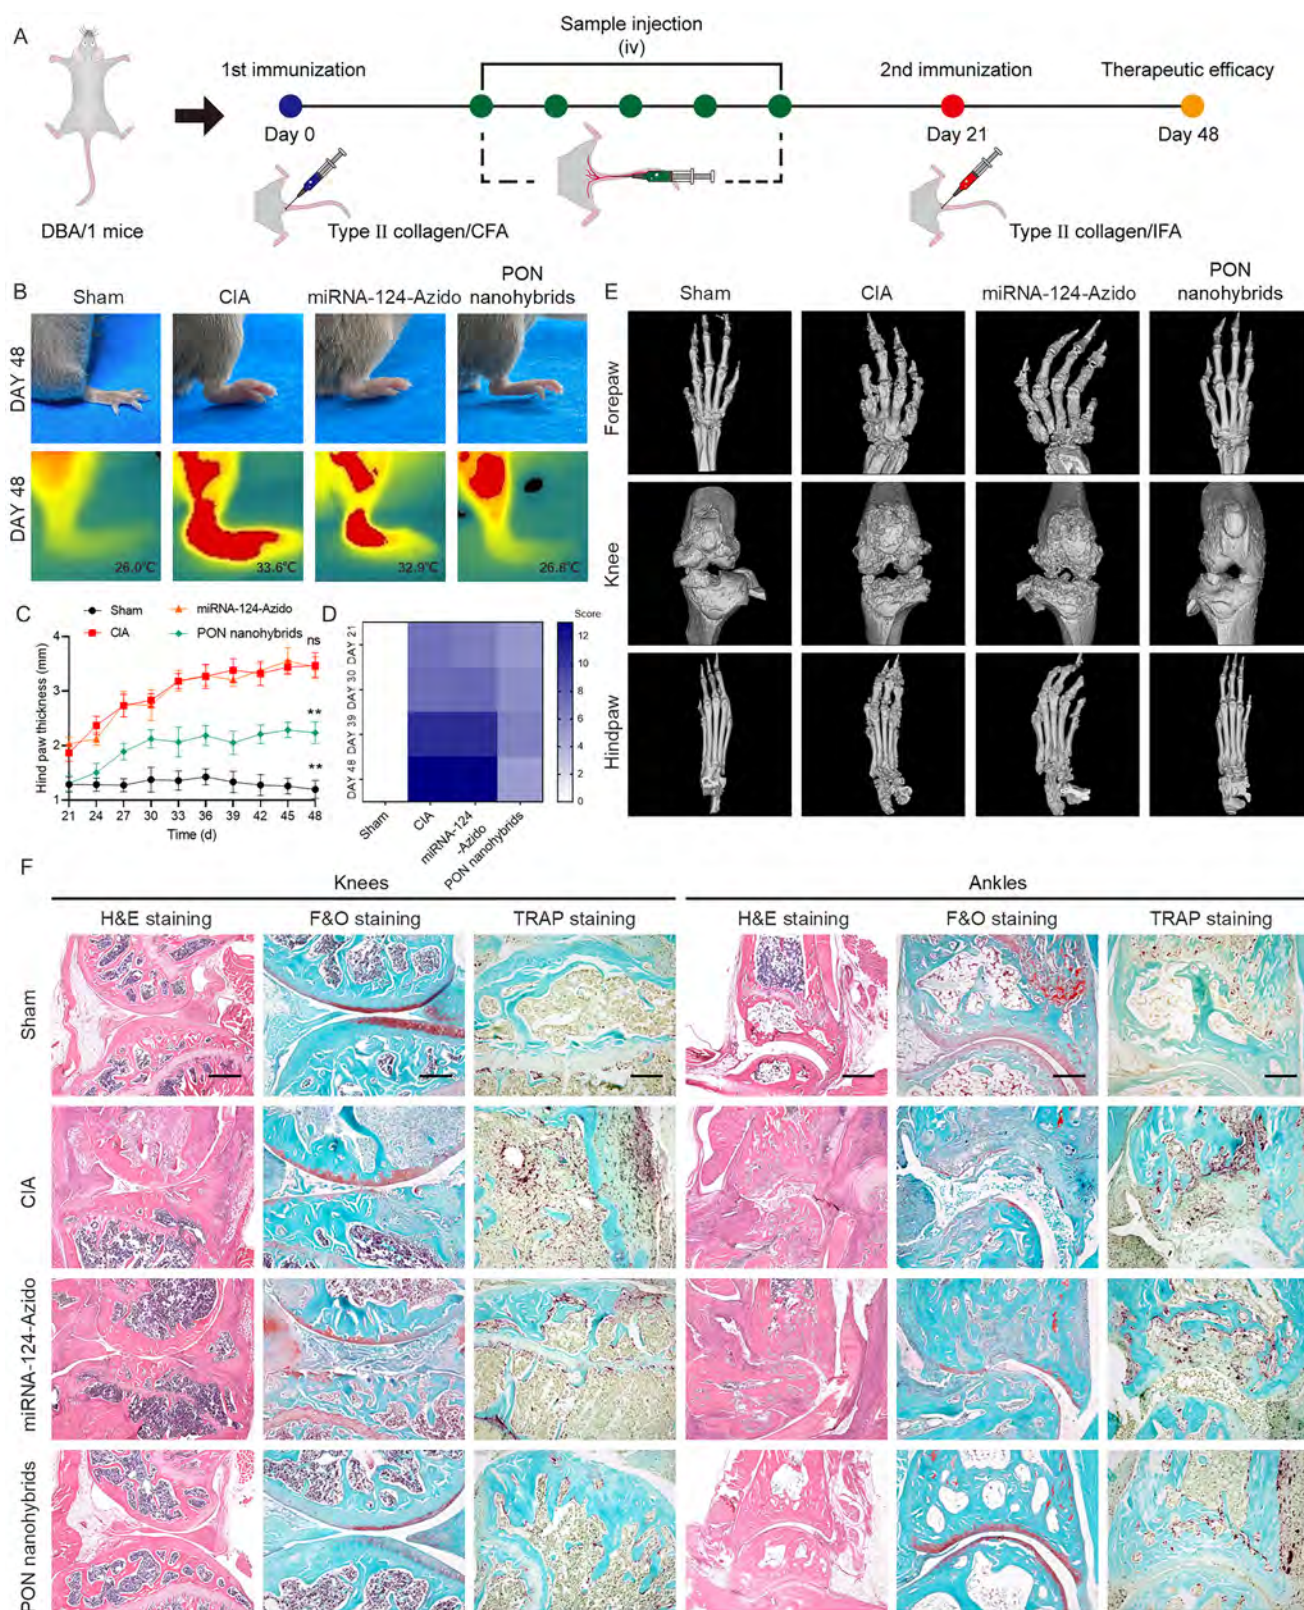 A
Sample injection
(iv)
1st immunization
2nd immunization
Therapeutic efficacy
Day 0
Day 21
Day 48
DBA/1 mice
Type II collagen/CFA
Type II collagen/IFA
B
Sham
CIA
miRNA-124-Azido
PON
nanohybrids
DAY 48
DAY 48
26.0°C
33.6°C
32.9°C
26.8°C
C
Sham
miRNA-124-Azido
CIA
PON nanohybrids
ns
**
**
Hind paw thickness (mm)
4
3
2
1
21
24
27
30
33
36
39
42
45
48
Time (d)
D
Score
12
10
8
6
4
2
0
DAY 21
DAY 30
DAY 39
DAY 48
Sham
CIA
miRNA-124
-Azido
PON nanohybrids
E
Sham
CIA
miRNA-124-Azido
PON
nanohybrids
Forepaw
Knee
Hindpaw
F
Knees
Ankles
H&E staining
F&O staining
TRAP staining
H&E staining
F&O staining
TRAP staining
Sham
CIA
miRNA-124-Azido
PON nanohybrids